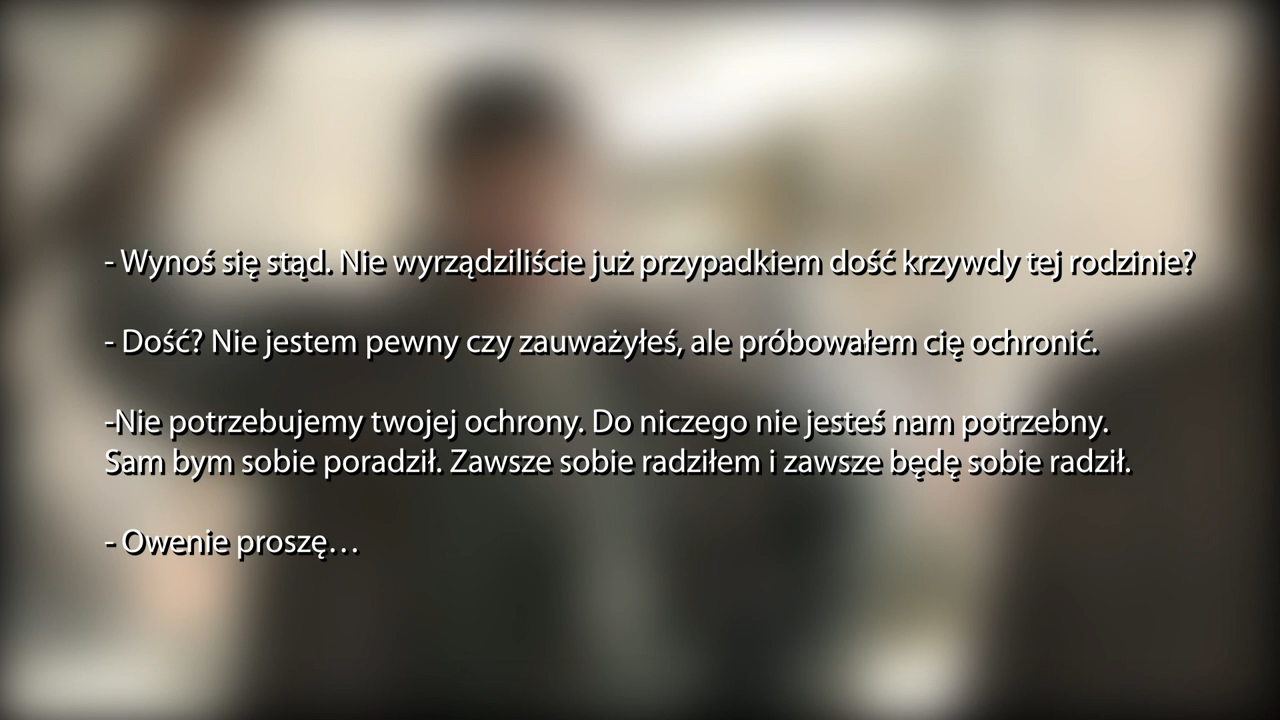 - Wynoś się stąd. Nie wyrządziliście już przypadkiem dość krzywdy tej rodzinie?
- Dość? Nie jestem pewny czy zauważyłeś, ale próbowałem cię ochronić.
-Nie potrzebujemy twojej ochrony. Do niczego nie jesteś nam potrzebny.
Sam bym sobie poradził. Zawsze sobie radziłem i zawsze będę sobie radził.
- Owenie proszę…